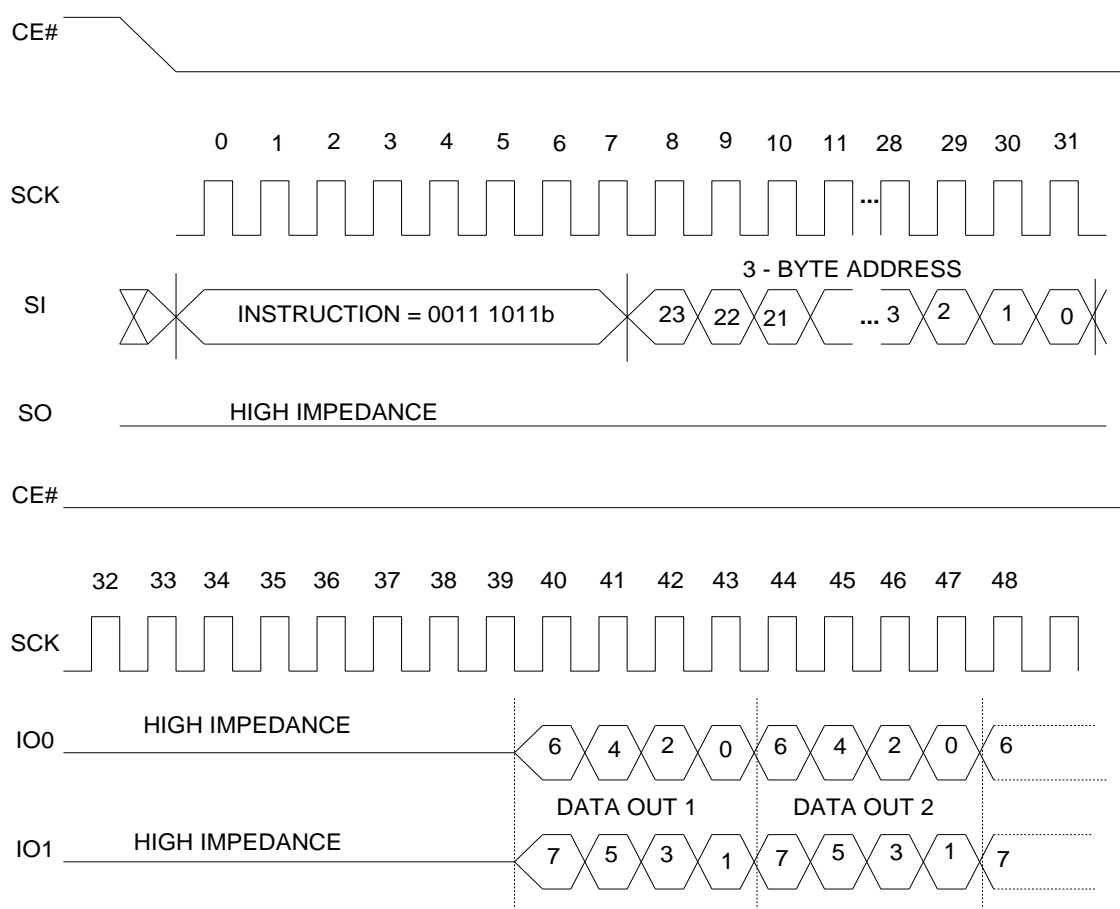 CE#
0 1 2 3 4 5 6 7 8 9 10 11 28 29 30 31
SCK ...
3 - BYTE ADDRESS
SI INSTRUCTION = 0011 1011b 23 22 21 ... 3 2 1 0
SO HIGH IMPEDANCE
CE#
32 33 34 35 36 37 38 39 40 41 42 43 44 45 46 47 48
SCK
HIGH IMPEDANCE
IO0 6 4 2 0 6 4 2 0 6
DATA OUT 1 DATA OUT 2
HIGH IMPEDANCE
IO1 7 5 3 1 7 5 3 1 7